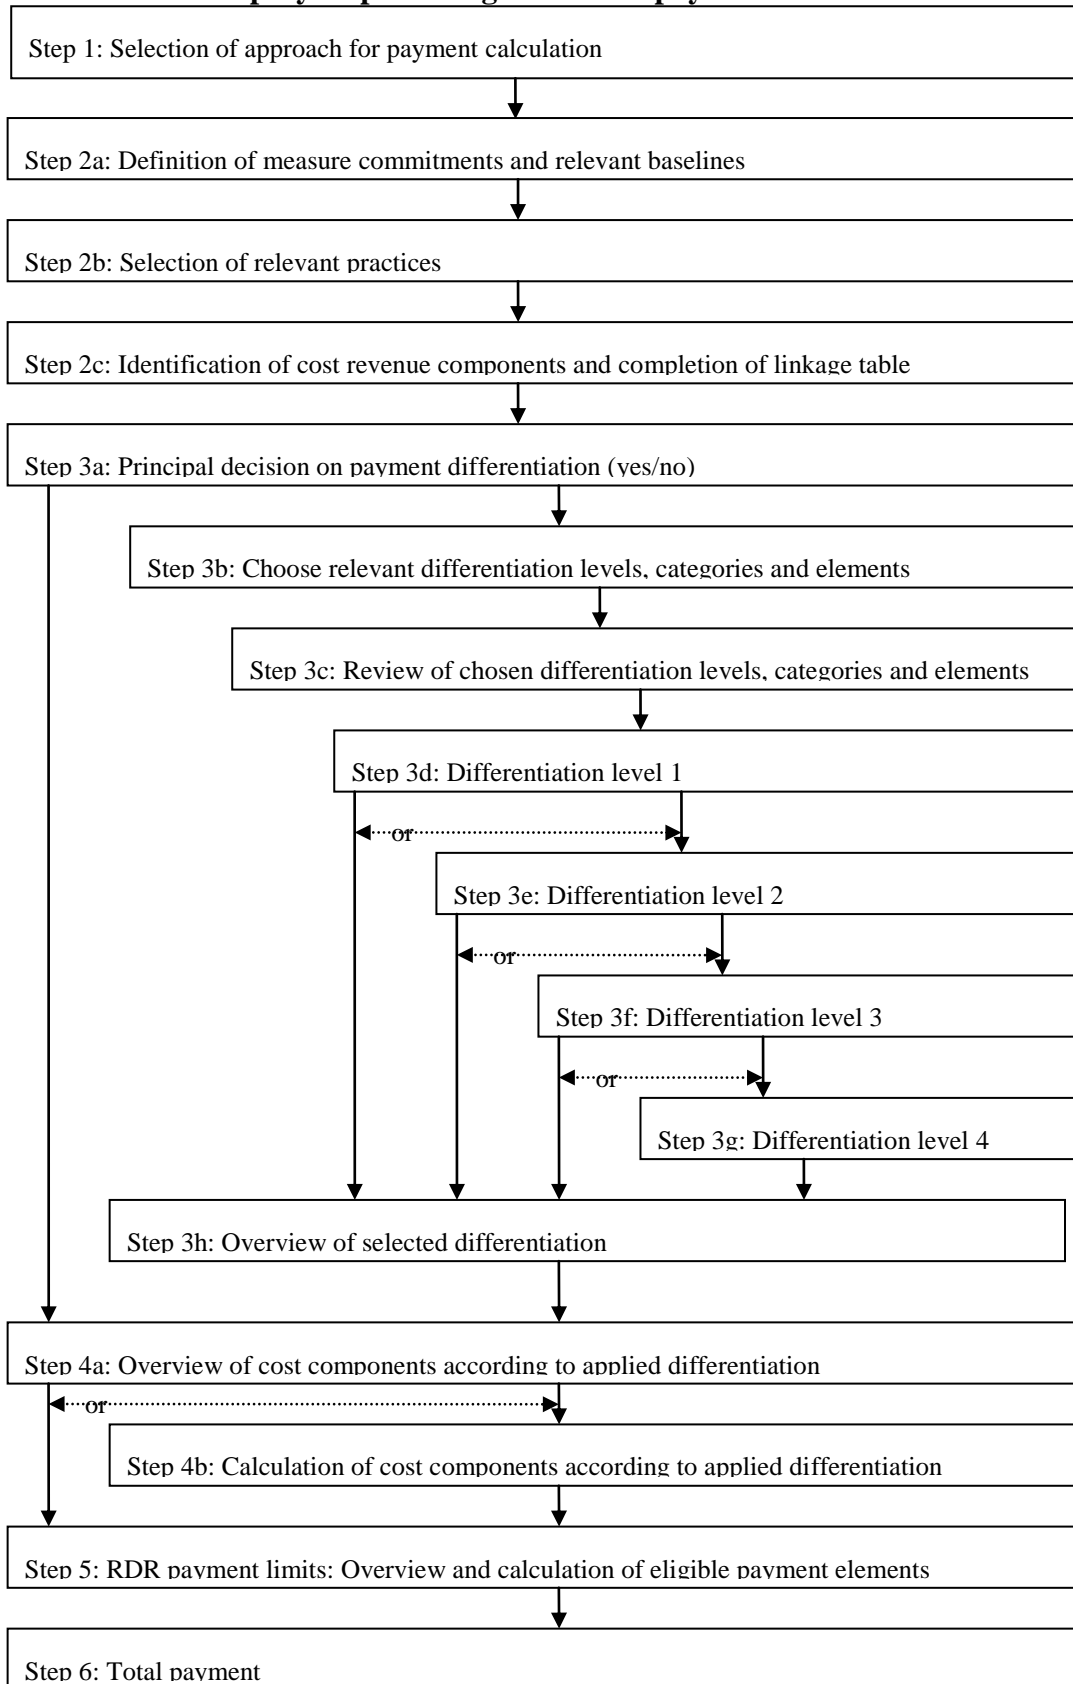 Step 1: Selection of approach for payment calculation
Step 2a: Definition of measure commitments and relevant baselines
Step 2b: Selection of relevant practices
Step 2c: Identification of cost revenue components and completion of linkage table
Step 3a: Principal decision on payment differentiation (yes/no)
Step 3b: Choose relevant differentiation levels, categories and elements
Step 3c: Review of chosen differentiation levels, categories and elements
Step 3d: Differentiation level 1
or
Step 3e: Differentiation level 2
or
Step 3f: Differentiation level 3
or
Step 3g: Differentiation level 4
Step 3h: Overview of selected differentiation
Step 4a: Overview of cost components according to applied differentiation
or
Step 4b: Calculation of cost components according to applied differentiation
Step 5: RDR payment limits: Overview and calculation of eligible payment elements
Step 6: Total payment